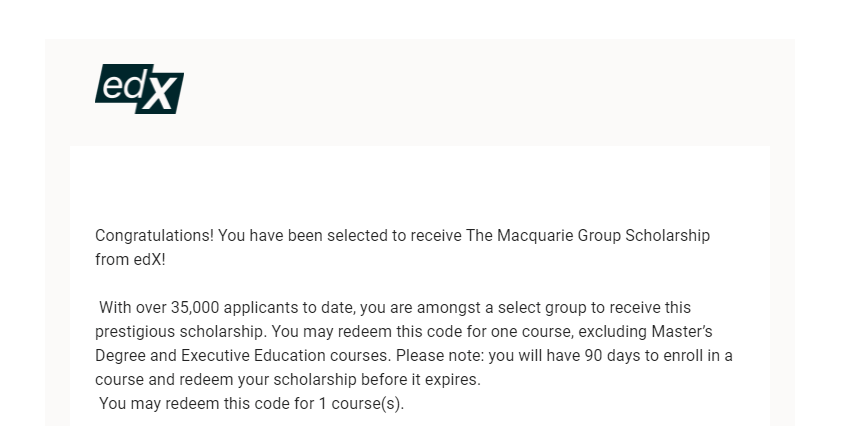 edX
Congratulations! You have been selected to receive The Macquarie Group Scholarship
from edX!
With over 35,000 applicants to date, you are amongst a select group to receive this
prestigious scholarship. You may redeem this code for one course, excluding Master’s
Degree and Executive Education courses. Please note: you will have 90 days to enroll in a
course and redeem your scholarship before it expires.
You may redeem this code for 1 course(s).